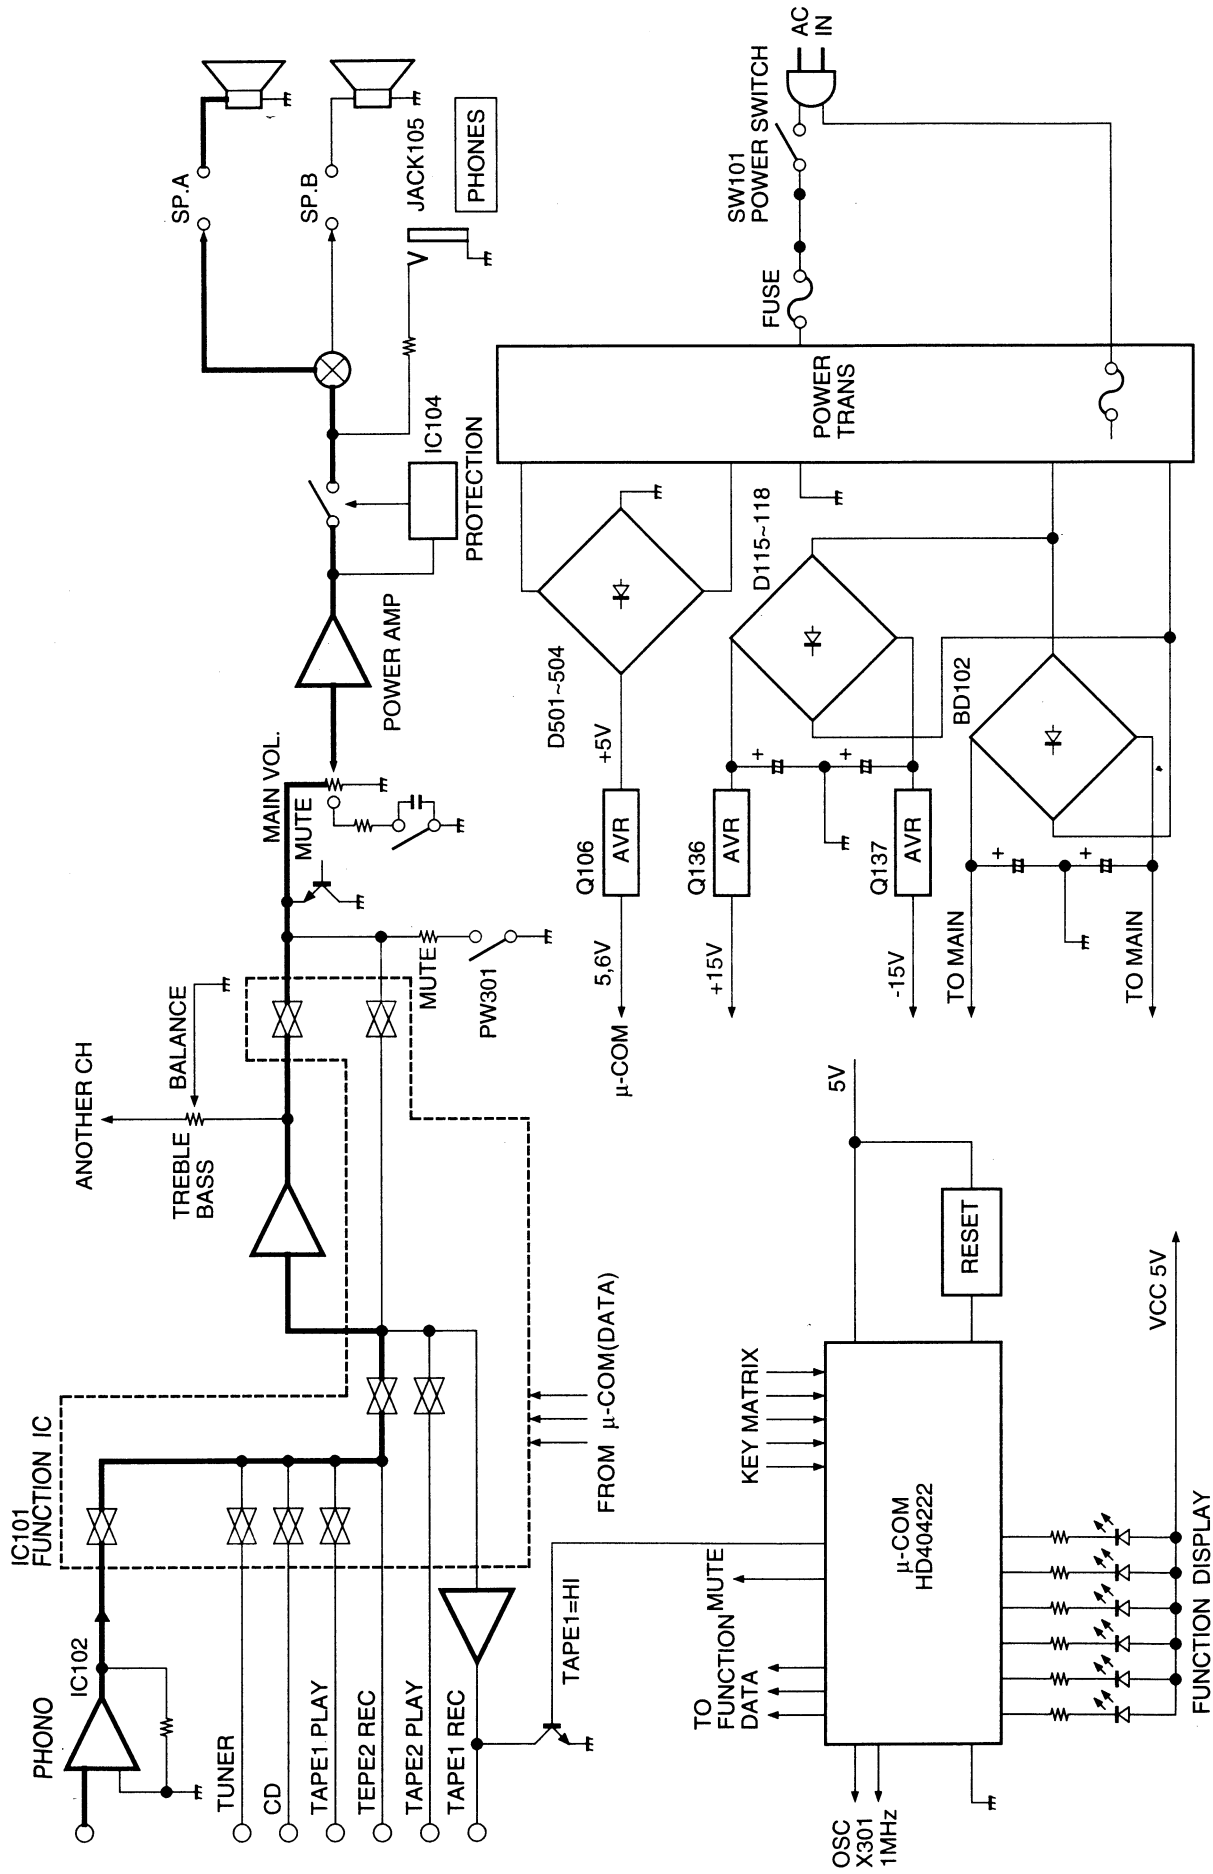 IC101
FUNCTION IC
PHONO
IC102
TUNER
CD
TAPE1 PLAY
TEPE2 REC
TAPE2 PLAY
TAPE1 REC
TAPE1=HI
FROM μ-COM(DATA)
ANOTHER CH
TREBLE
BASS
BALANCE
MUTE
PW301
MUTE
MAIN VOL.
POWER AMP
PROTECTION
IC104
SP.A
SP.B
JACK105
PHONES
OSC
X301
1MHz
TO
FUNCTION
DATA
MUTE
KEY MATRIX
μ-COM
HD404222
RESET
5V
VCC 5V
FUNCTION DISPLAY
μ-COM
5,6V
Q106
AVR
+5V
D501~504
+15V
Q136
AVR
+
+
D115~118
-15V
Q137
AVR
TO MAIN
TO MAIN
+
+
BD102
POWER
TRANS
FUSE
SW101
POWER SWITCH
AC
IN